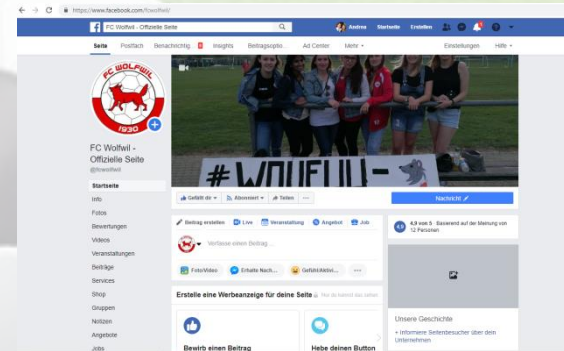 https://www.facebook.com/fcwolfwil/
FC Wolfwil - Offizielle Seite
Andrea Startseite Erstellen
Seite Postfach Benachrichtig. Insights Beitragsoptio... Ad Center Mehr Einstellungen Hilfe
FC WOLFWIL
1930
# WOUFIUU-
FC Wolfwil -
Offizielle Seite
@fcwolfwil
Startseite
Info
Fotos
Bewertungen
Videos
Veranstaltungen
Beiträge
Services
Shop
Gruppen
Notizen
Angebote
Jobs
Gefällt dir Abonniert Teilen ...
Nachricht
Beitrag erstellen Live Veranstaltung Angebot Job
Verfasse einen Beitrag ...
Foto/Video Erhalte Nach... Gefühl/Aktivi... ...
Erstelle eine Werbeanzeige für deine Seite
Bewirb einen Beitrag
Hebe deinen Button
4,9 4,9 von 5 · Basierend auf der Meinung von
12 Personen
Unsere Geschichte
+ Informiere Seitenbesucher über dein
Unternehmen